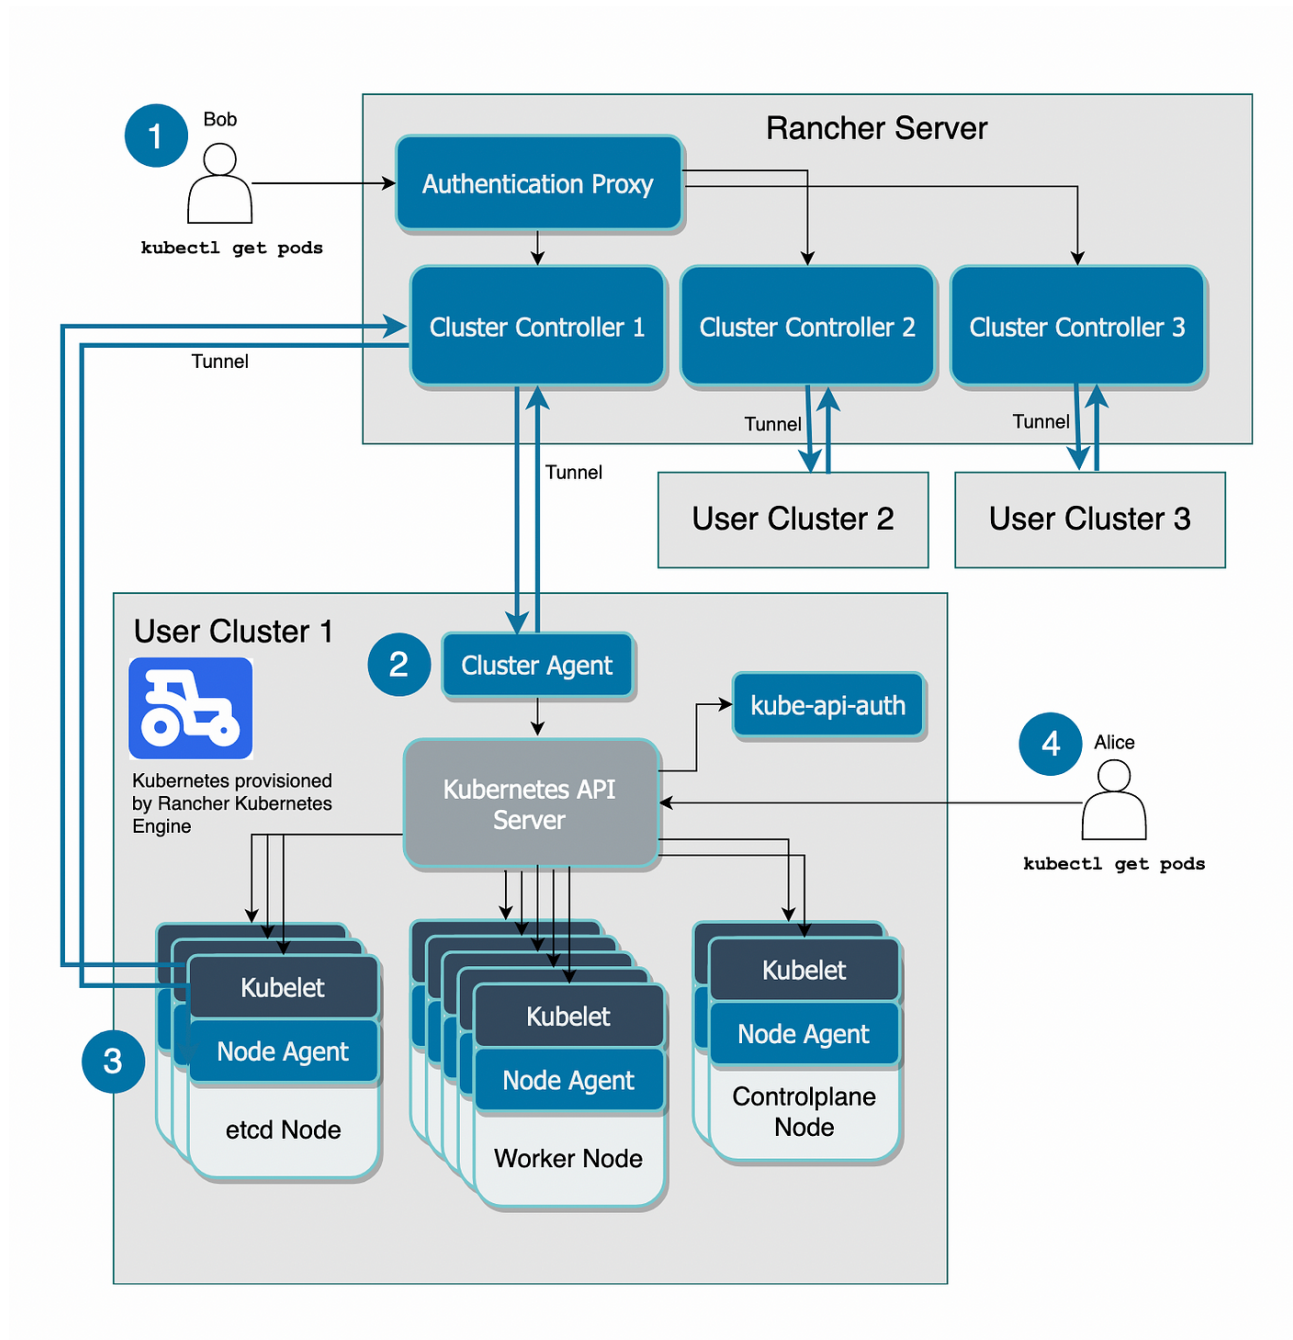 1
Bob
kubectl get pods
Rancher Server
Authentication Proxy
Cluster Controller 1
Cluster Controller 2
Cluster Controller 3
Tunnel
Tunnel
Tunnel
Tunnel
User Cluster 2
User Cluster 3
User Cluster 1
2
Cluster Agent
kube-api-auth
Kubernetes provisioned
by Rancher Kubernetes
Engine
Kubernetes API
Server
4
Alice
kubectl get pods
3
Kubelet
Node Agent
etcd Node
Kubelet
Node Agent
Worker Node
Kubelet
Node Agent
Controlplane
Node